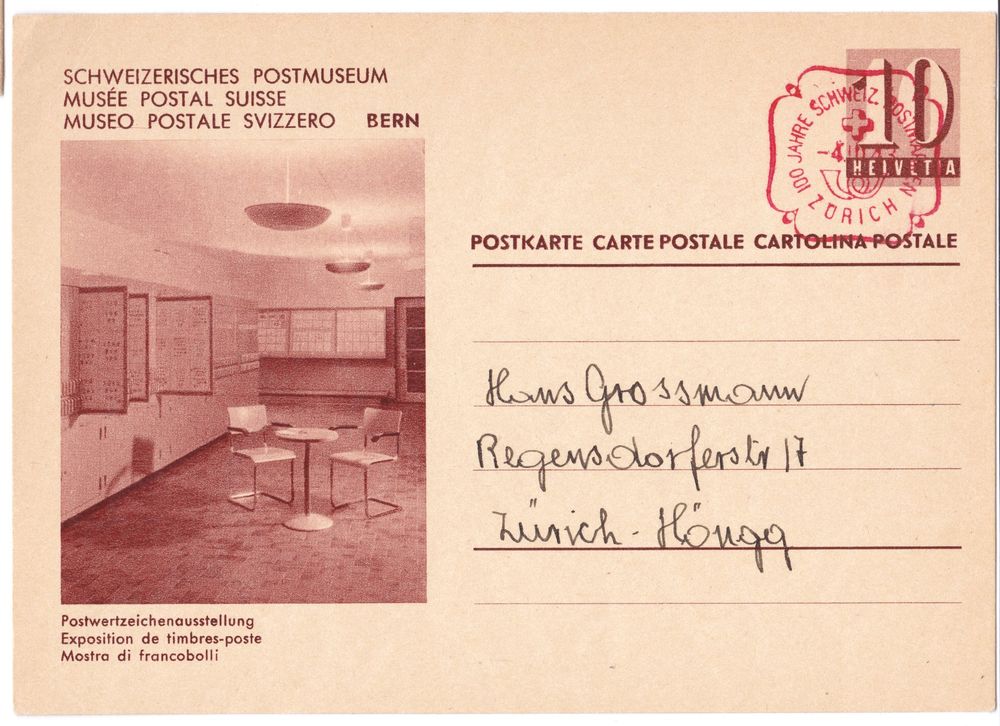 SCHWEIZERISCHES POSTMUSEUM
MUSÉE POSTAL SUISSE
MUSEO POSTALE SVIZZERO BERN
10
HELVETIA
100 JAHRE SCHWEIZ. POSTMARKEN
ZÜRICH
POSTKARTE CARTE POSTALE CARTOLINA POSTALE
Hans Grossmann
Regensdorferstr 17
Zürich - Höngg
Postwertzeichenausstellung
Exposition de timbres-poste
Mostra di francobolli